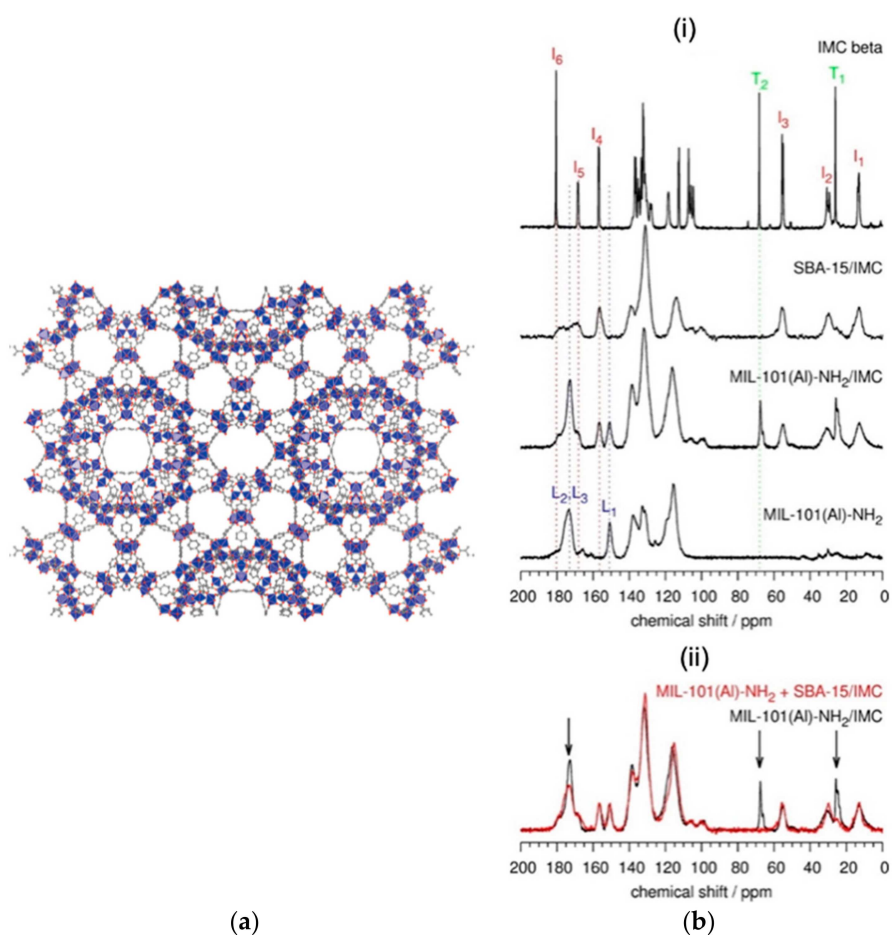 (i)
IMC beta
I6
T2
T1
I4
I3
I5
I2
I1
SBA-15/IMC
MIL-101(Al)-NH2/IMC
L2
L3
L1
MIL-101(Al)-NH2
200 180 160 140 120 100 80 60 40 20 0
chemical shift / ppm
(ii)
MIL-101(Al)-NH2 + SBA-15/IMC
MIL-101(Al)-NH2/IMC
200 180 160 140 120 100 80 60 40 20 0
chemical shift / ppm
(a) (b)